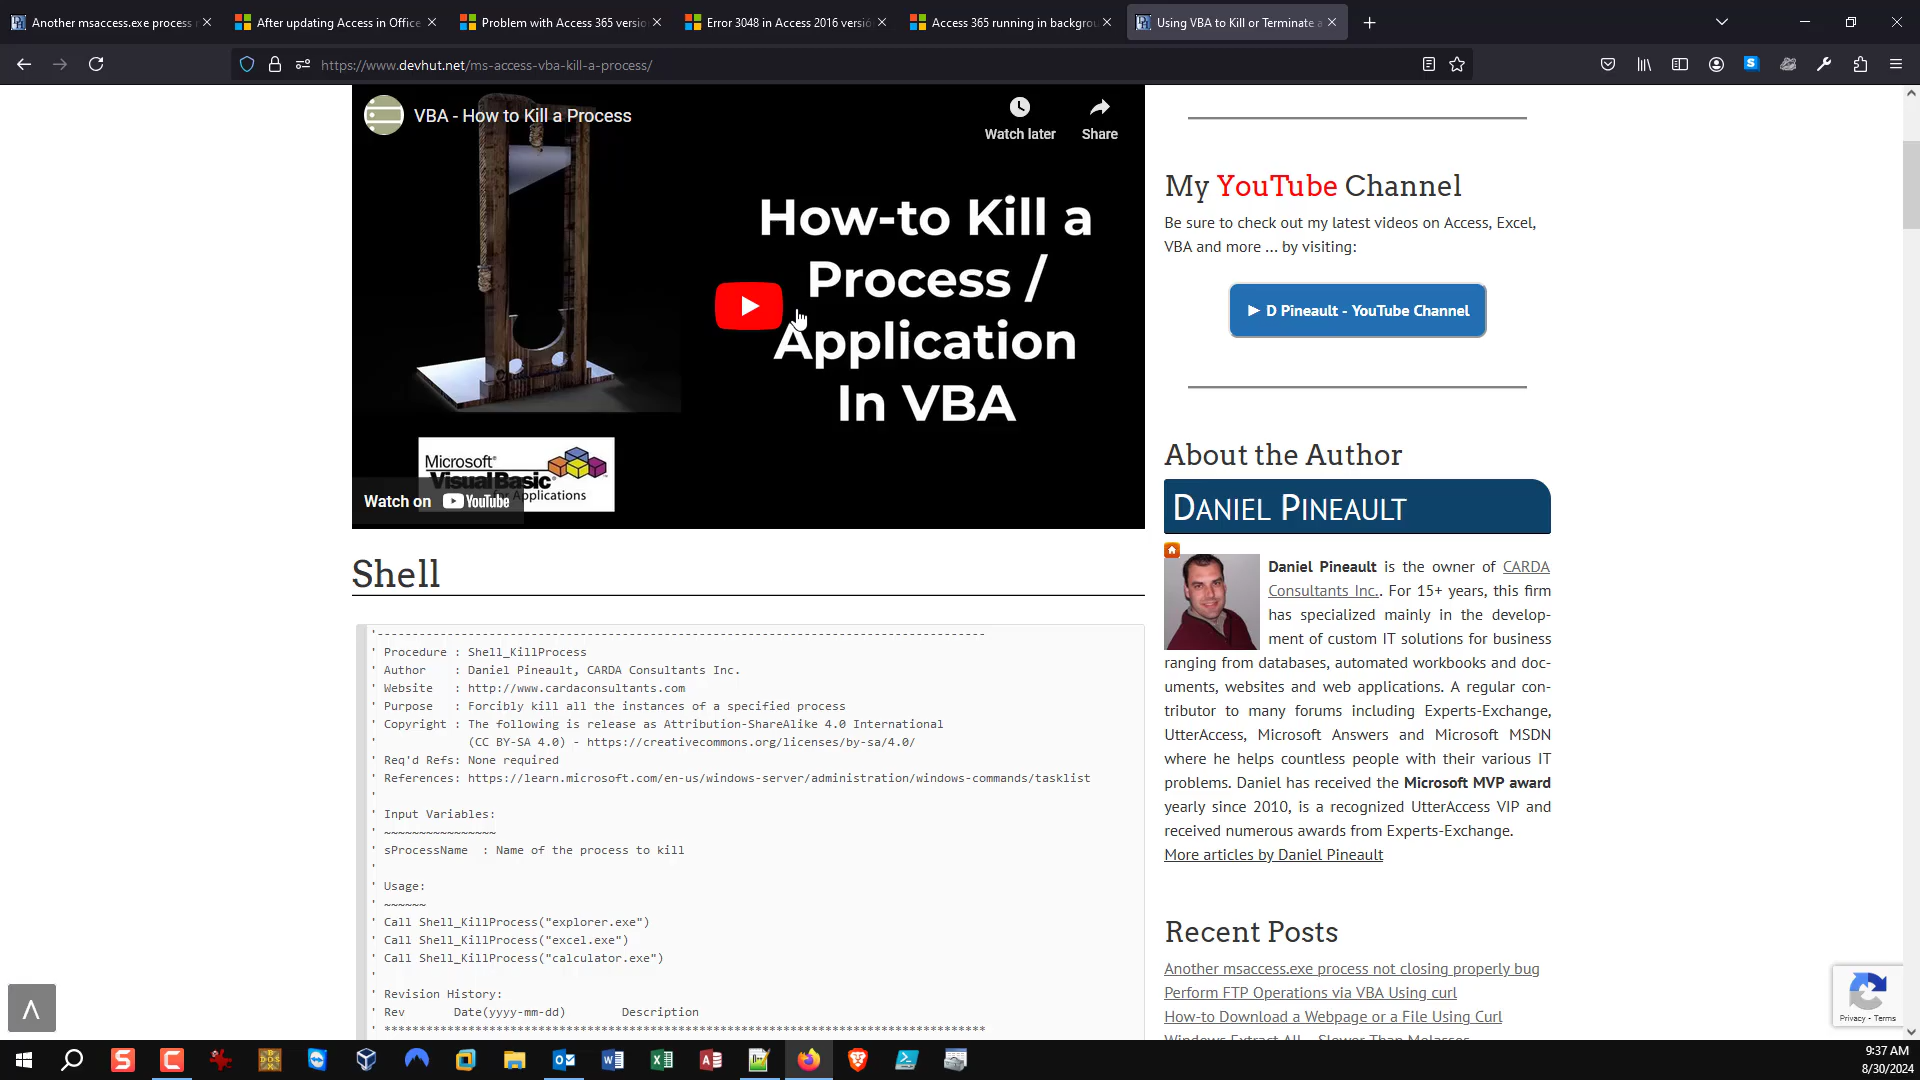 Another msaccess.exe process n
After updating Access in Office
Problem with Access 365 versio
Error 3048 in Access 2016 versió
Access 365 running in backgrou
Using VBA to Kill or Terminate a
https://www.devhut.net/ms-access-vba-kill-a-process/
VBA - How to Kill a Process
Watch later
Share
How-to Kill a
Process /
Application
In VBA
Microsoft®
Visual Basic®
for Applications
Watch on YouTube
Shell
'---------------------------------------------------------------------------------------
' Procedure : Shell_KillProcess
' Author    : Daniel Pineault, CARDA Consultants Inc.
' Website   : http://www.cardaconsultants.com
' Purpose   : Forcibly kill all the instances of a specified process
' Copyright : The following is release as Attribution-ShareAlike 4.0 International
'             (CC BY-SA 4.0) - https://creativecommons.org/licenses/by-sa/4.0/
' Req'd Refs: None required
' References: https://learn.microsoft.com/en-us/windows-server/administration/windows-commands/tasklist
'
' Input Variables:
' ~~~~~~~~~~~~~~~~
' sProcessName  : Name of the process to kill
'
' Usage:
' ~~~~~~
' Call Shell_KillProcess("explorer.exe")
' Call Shell_KillProcess("excel.exe")
' Call Shell_KillProcess("calculator.exe")
'
' Revision History:
' Rev       Date(yyyy-mm-dd)        Description
' **************************************************************************************
My YouTube Channel
Be sure to check out my latest videos on Access, Excel,
VBA and more ... by visiting:
► D Pineault - YouTube Channel
About the Author
DANIEL PINEAULT
Daniel Pineault is the owner of CARDA
Consultants Inc.. For 15+ years, this firm
has specialized mainly in the develop-
ment of custom IT solutions for business
ranging from databases, automated workbooks and doc-
uments, websites and web applications. A regular con-
tributor to many forums including Experts-Exchange,
UtterAccess, Microsoft Answers and Microsoft MSDN
where he helps countless people with their various IT
problems. Daniel has received the Microsoft MVP award
yearly since 2010, is a recognized UtterAccess VIP and
received numerous awards from Experts-Exchange.
More articles by Daniel Pineault
Recent Posts
Another msaccess.exe process not closing properly bug
Perform FTP Operations via VBA Using curl
How-to Download a Webpage or a File Using Curl
Windows Extract All – Slower Than Molasses
Privacy - Terms
9:37 AM
8/30/2024